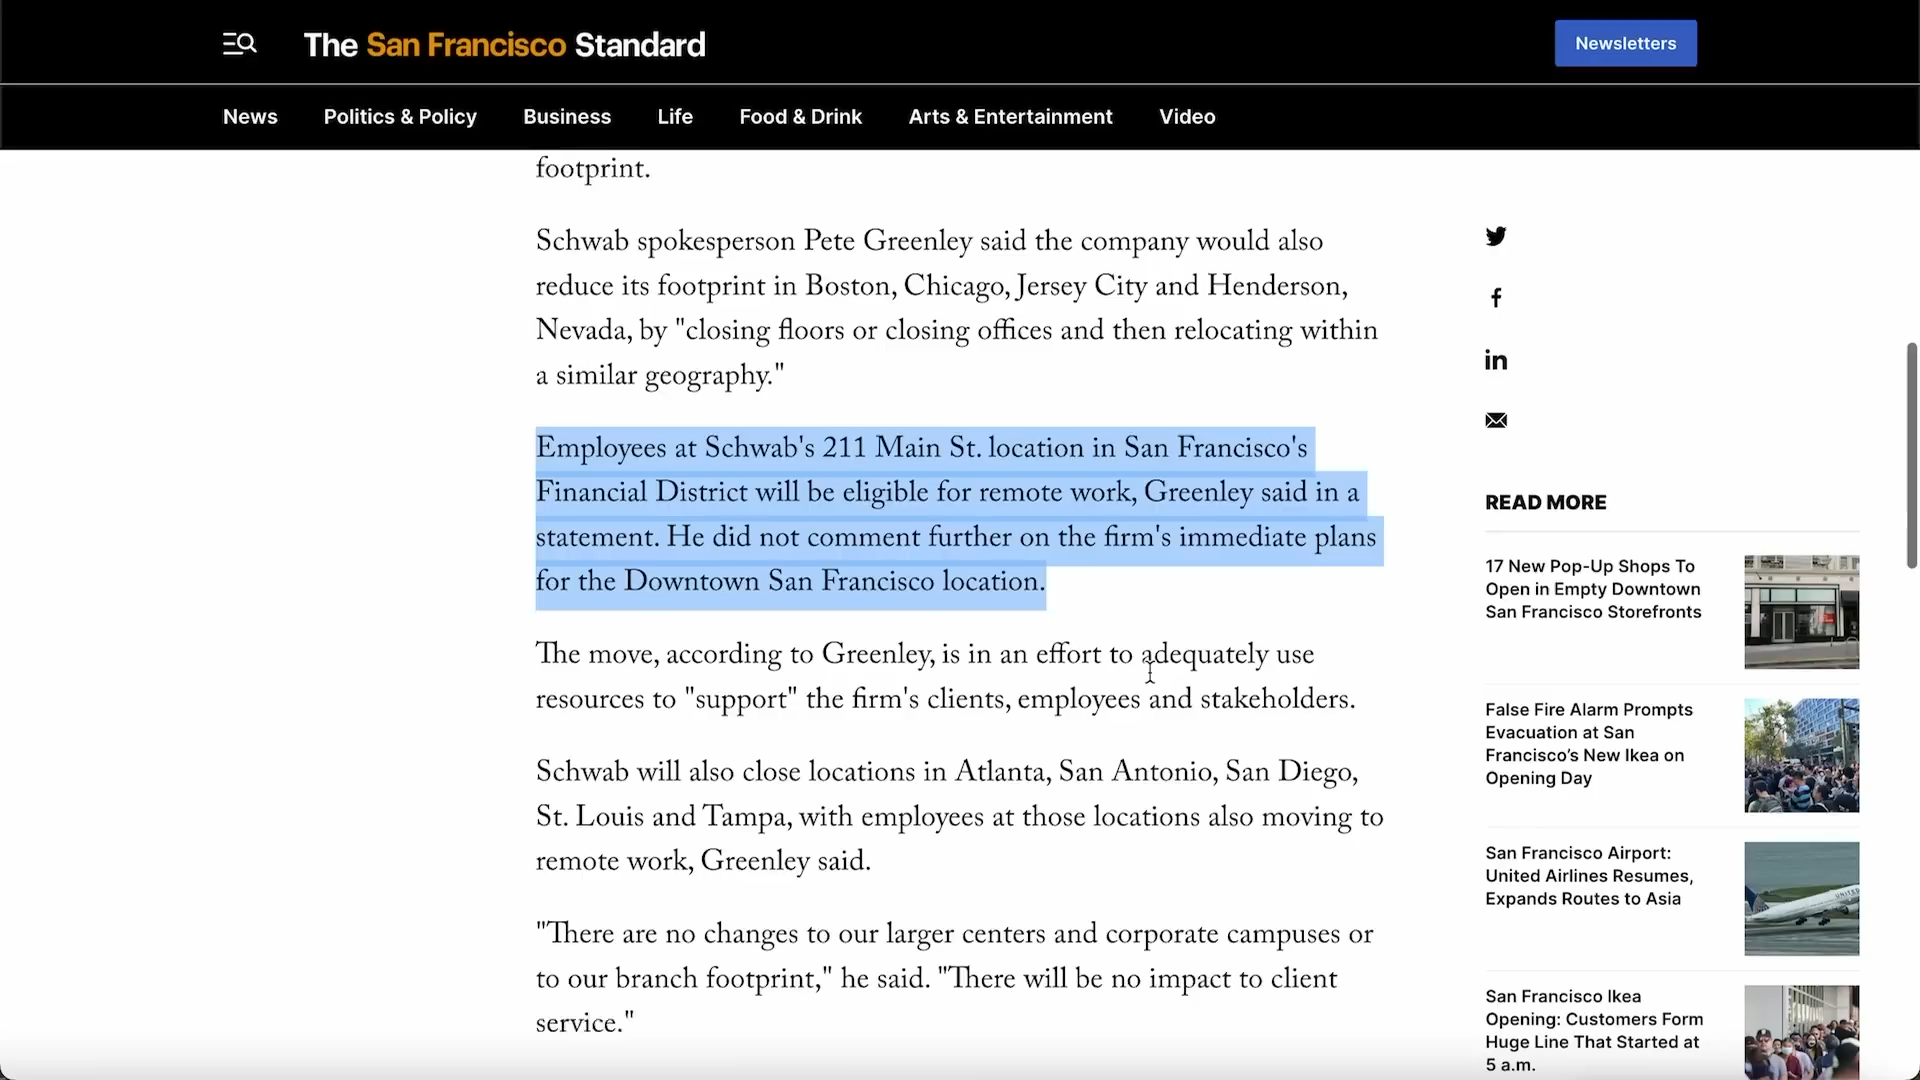 The San Francisco Standard
Newsletters
News
Politics & Policy
Business
Life
Food & Drink
Arts & Entertainment
Video
footprint.
Schwab spokesperson Pete Greenley said the company would also
reduce its footprint in Boston, Chicago, Jersey City and Henderson,
Nevada, by "closing floors or closing offices and then relocating within
a similar geography."
Employees at Schwab's 211 Main St. location in San Francisco's
Financial District will be eligible for remote work, Greenley said in a
statement. He did not comment further on the firm's immediate plans
for the Downtown San Francisco location.
The move, according to Greenley, is in an effort to adequately use
resources to "support" the firm's clients, employees and stakeholders.
Schwab will also close locations in Atlanta, San Antonio, San Diego,
St. Louis and Tampa, with employees at those locations also moving to
remote work, Greenley said.
"There are no changes to our larger centers and corporate campuses or
to our branch footprint," he said. "There will be no impact to client
service."
READ MORE
17 New Pop-Up Shops To
Open in Empty Downtown
San Francisco Storefronts
False Fire Alarm Prompts
Evacuation at San
Francisco’s New Ikea on
Opening Day
San Francisco Airport:
United Airlines Resumes,
Expands Routes to Asia
San Francisco Ikea
Opening: Customers Form
Huge Line That Started at
5 a.m.